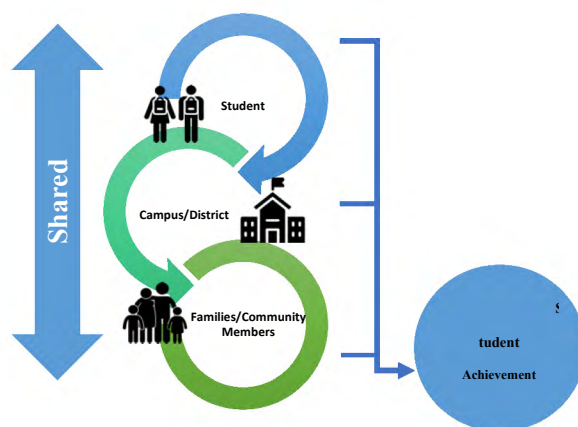 Shared
Student
Campus/District
Families/Community
Members
S
tudent
Achievement